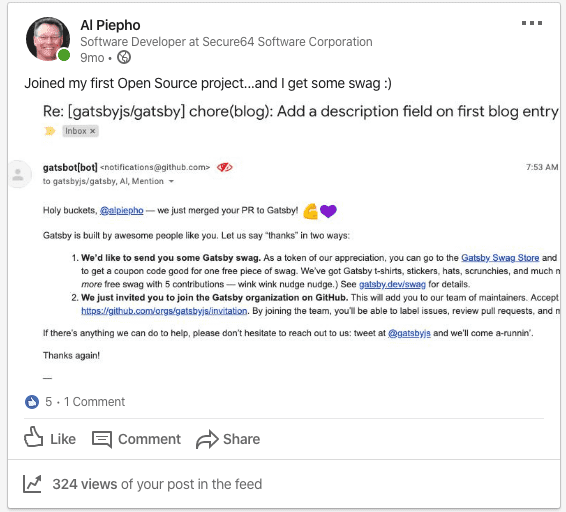 Al Piepho
Software Developer at Secure64 Software Corporation
9mo •
Joined my first Open Source project...and I get some swag :)
Re: [gatsbyjs/gatsby] chore(blog): Add a description field on first blog entry
Inbox ×
gatsbot[bot] <notifications@github.com>
7:53 AM
to gatsbyjs/gatsby, Al, Mention
Holy buckets, @alpiepho — we just merged your PR to Gatsby! 💪💜
Gatsby is built by awesome people like you. Let us say “thanks” in two ways:
1. We’d like to send you some Gatsby swag. As a token of our appreciation, you can go to the Gatsby Swag Store and
to get a coupon code good for one free piece of swag. We’ve got Gatsby t-shirts, stickers, hats, scrunchies, and much
more free swag with 5 contributions — wink wink nudge nudge.) See gatsby.dev/swag for details.
2. We just invited you to join the Gatsby organization on GitHub. This will add you to our team of maintainers. Accept
https://github.com/orgs/gatsbyjs/invitation. By joining the team, you’ll be able to label issues, review pull requests, and
If there’s anything we can do to help, please don’t hesitate to reach out to us: tweet at @gatsbyjs and we’ll come a-runnin’.
Thanks again!
—
5 • 1 Comment
Like Comment Share
324 views of your post in the feed